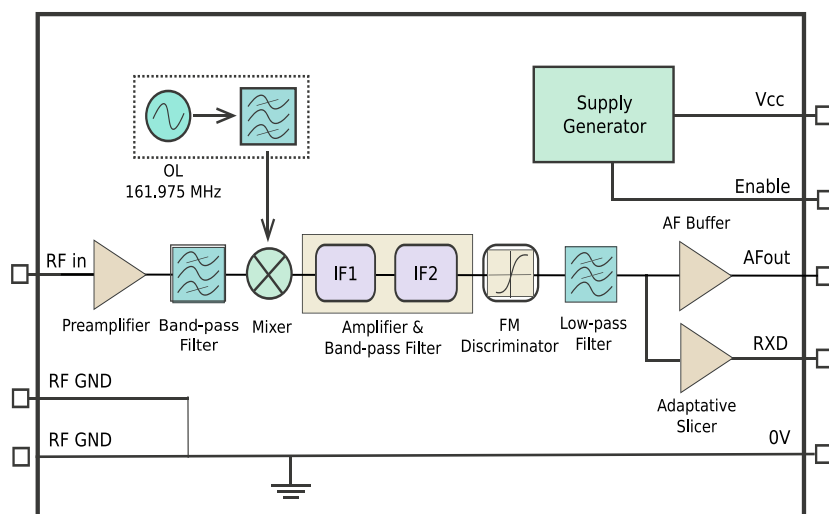 Supply
Generator
Vcc
OL
161.975 MHz
Enable
AF Buffer
RF in
IF1
IF2
AFout
Preamplifier
Band-pass
Filter
Mixer
Amplifier &
Band-pass Filter
FM
Discriminator
Low-pass
Filter
RXD
RF GND
Adaptative
Slicer
RF GND
0V